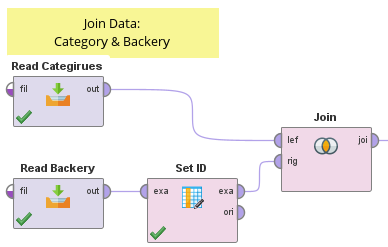 Join Data:
Category & Backery
Read Categirues
fil out
Join
lef joi
rig
Read Backery
fil out
Set ID
exa exa
ori